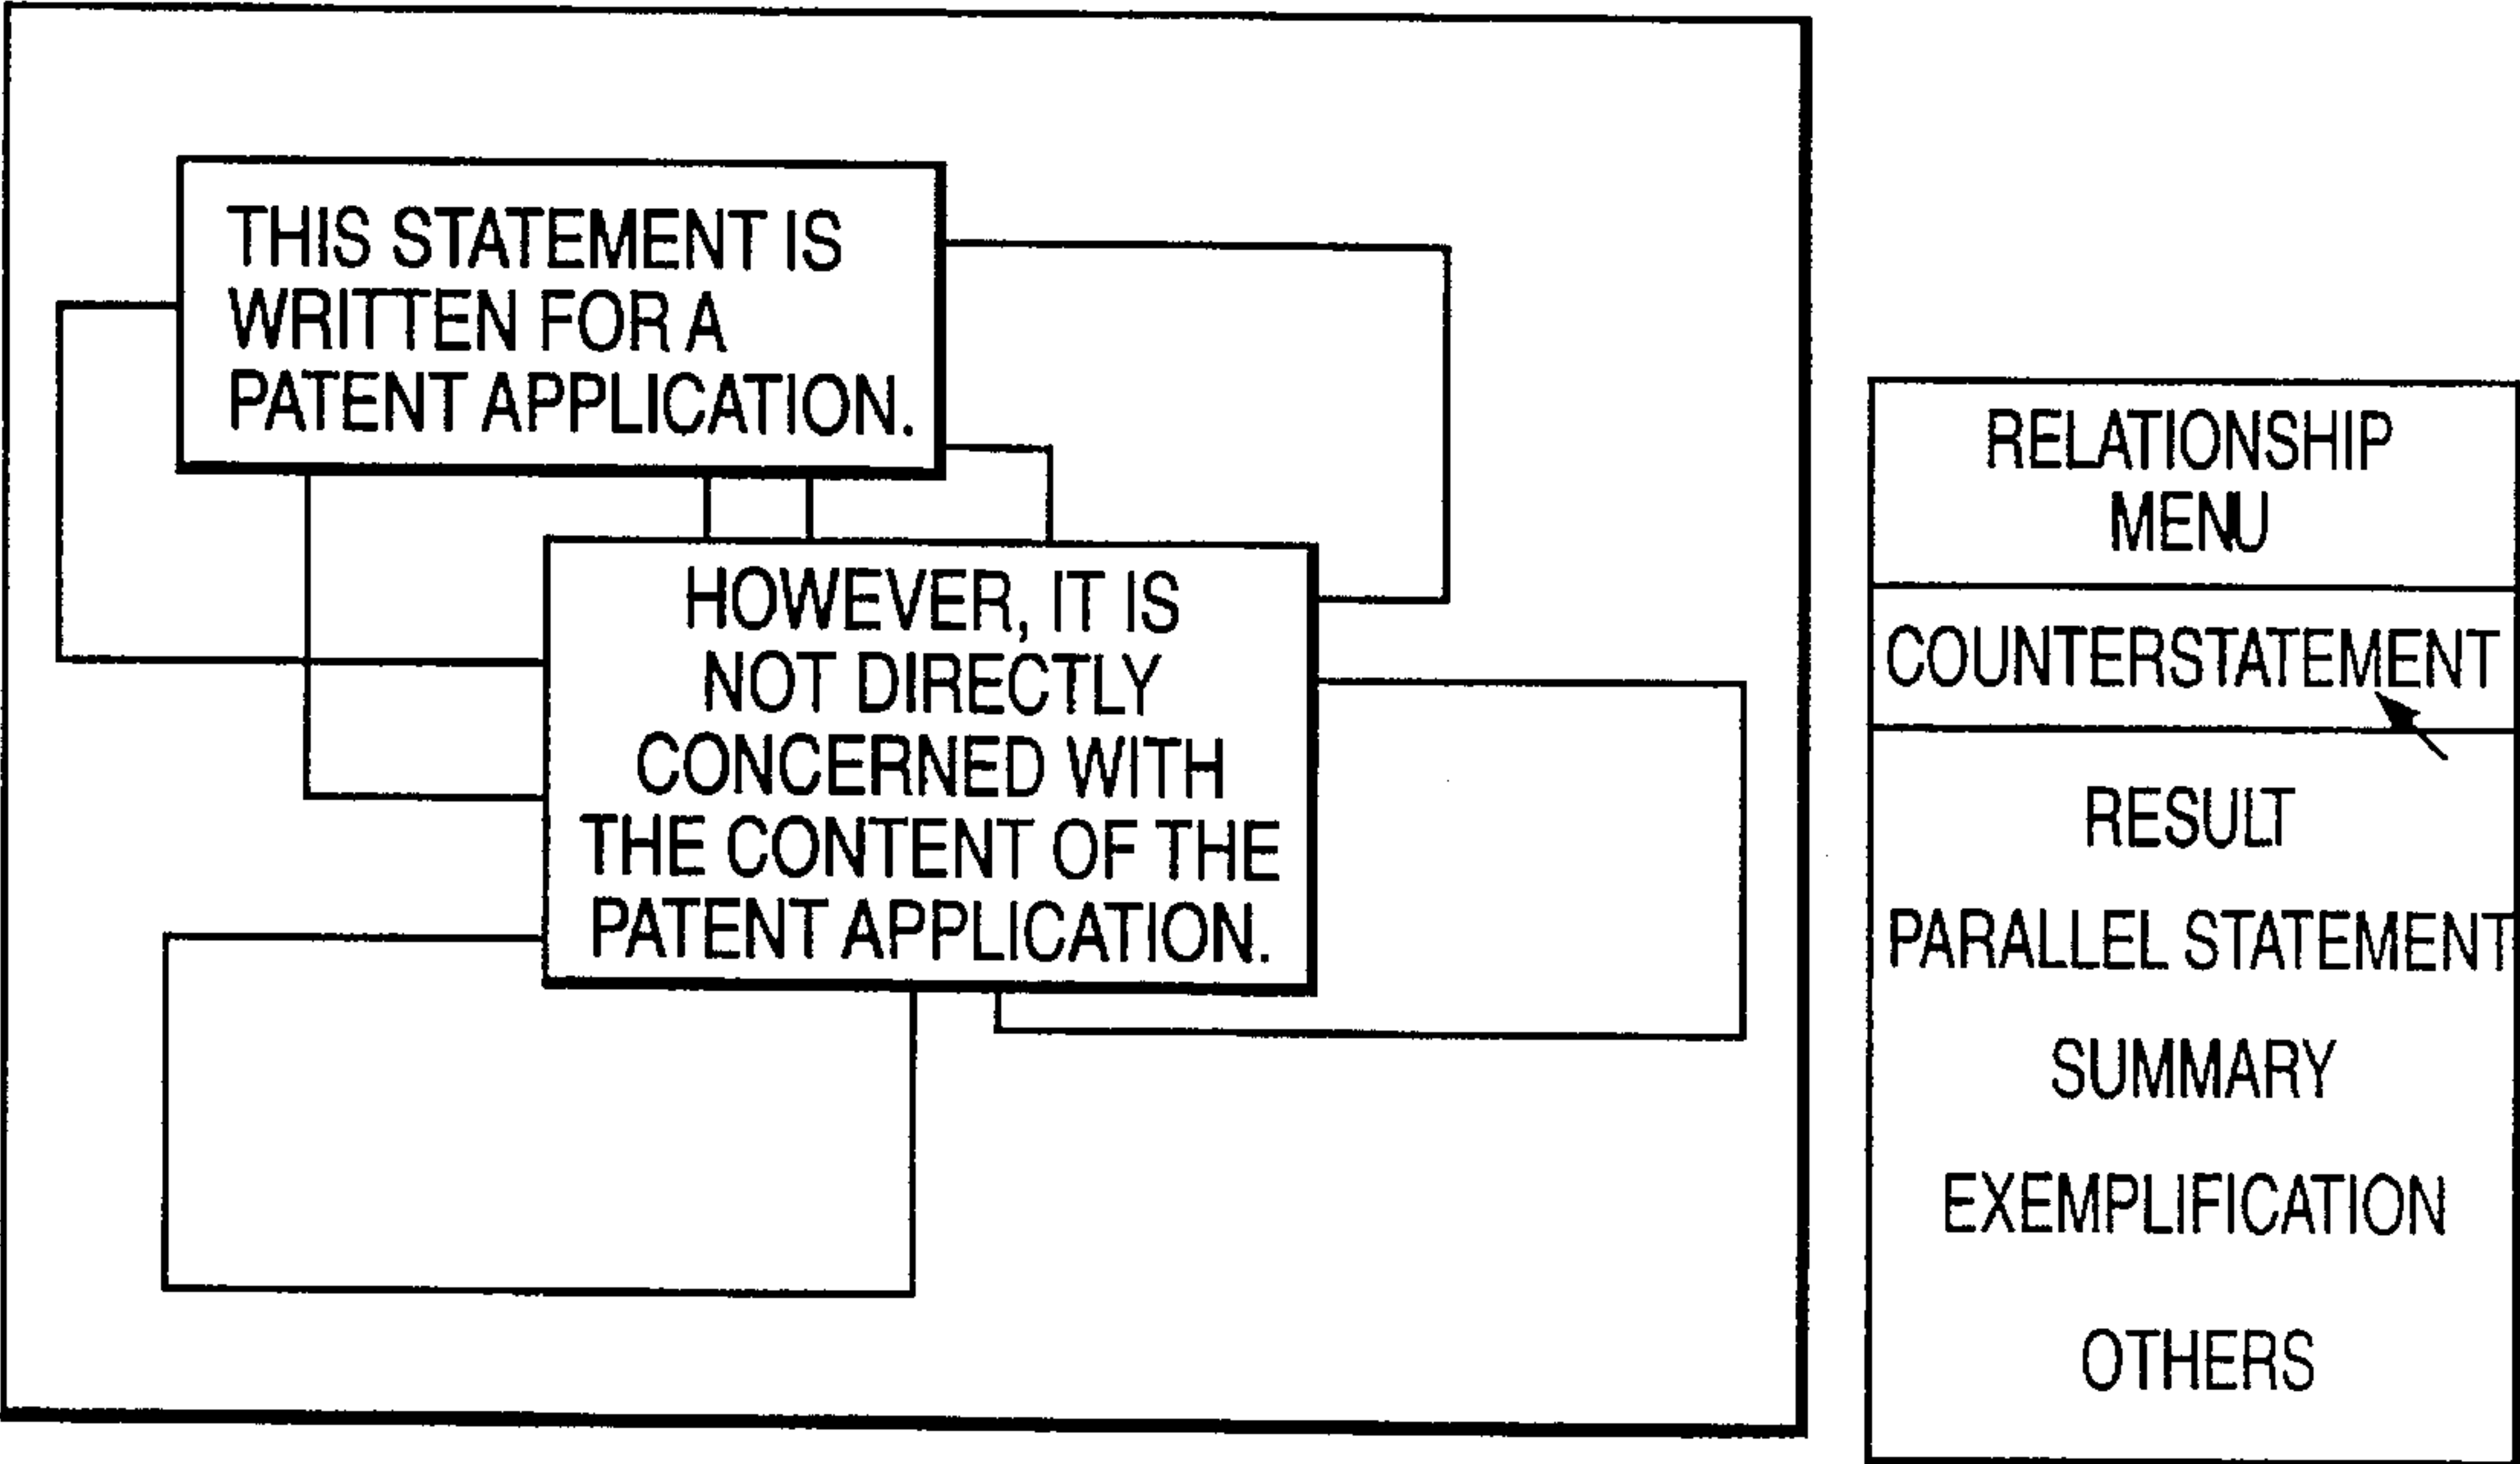 THIS STATEMENT IS
WRITTEN FOR A
PATENT APPLICATION.
HOWEVER, IT IS
NOT DIRECTLY
CONCERNED WITH
THE CONTENT OF THE
PATENT APPLICATION.
RELATIONSHIP
MENU
COUNTERSTATEMENT
RESULT
PARALLEL STATEMENT
SUMMARY
EXEMPLIFICATION
OTHERS